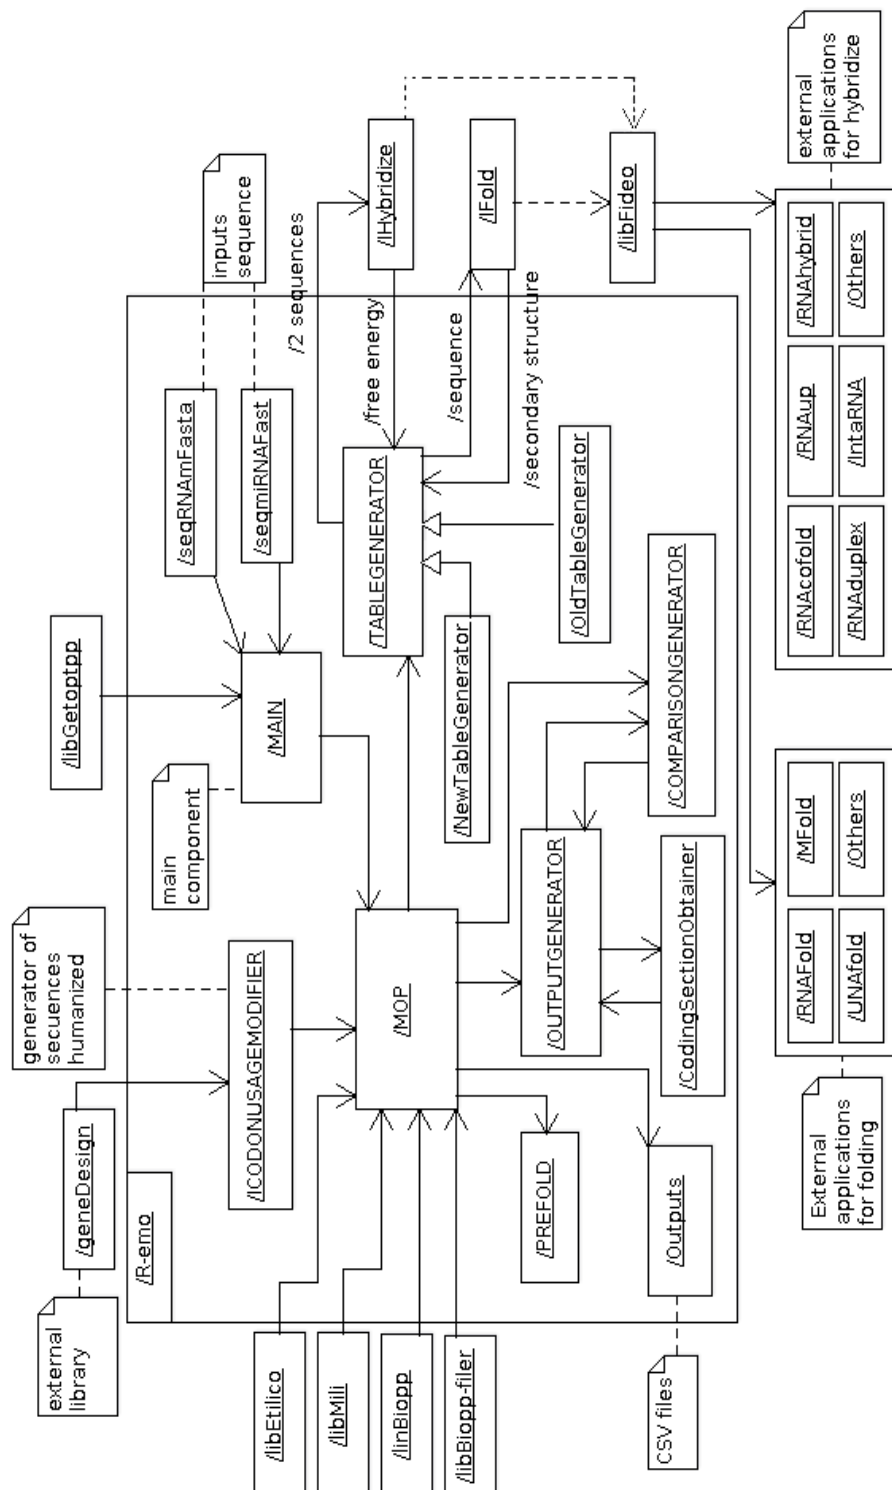 external
library
/geneDesign
generator of
secuences
humanized
/libGetoptpp
inputs
sequence
/R-emo
/ICODONUSAGEMODIFIER
main
component
/MAIN
/seqRNAmFasta
/seqmiRNAFast
/2 sequences
/IHybridize
/free energy
/libEtilico
/libMili
/linBiopp
/libBiopp-filer
/MOP
/TABLEGENERATOR
/sequence
/IFold
/secondary structure
/NewTableGenerator
/OldTableGenerator
/PREFOLD
/OUTPUTGENERATOR
/COMPARISONGENERATOR
/CodingSectionObtainer
/Outputs
CSV files
/libFideo
External
applications
for folding
/RNAFold
/MFold
/UNAfold
/Others
/RNAcofold
/RNAup
/RNAhybrid
/RNAduplex
/IntaRNA
/Others
external
applications
for hybridize